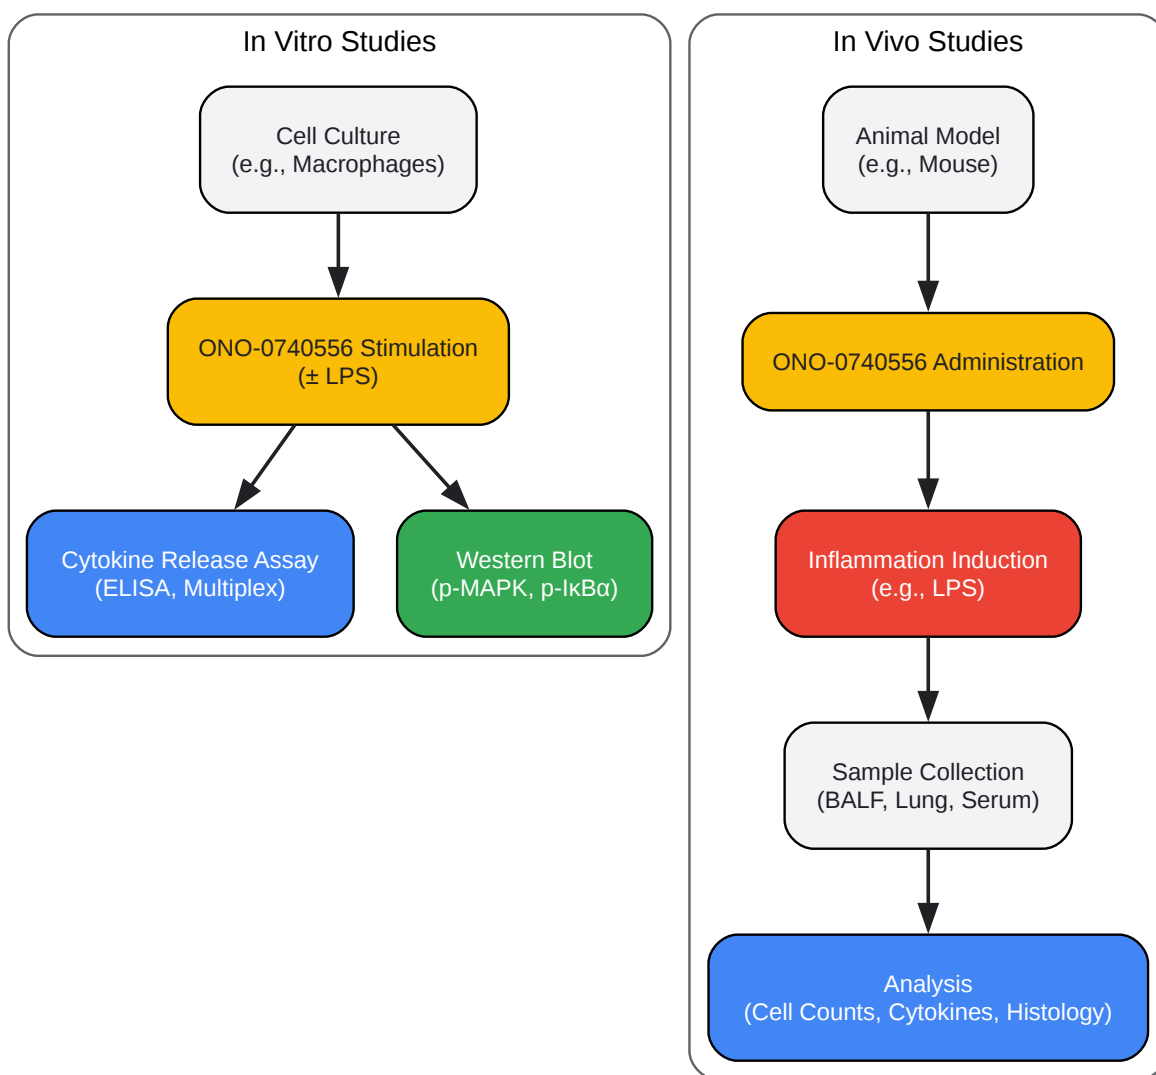 In Vitro Studies
Cell Culture
(e.g., Macrophages)
ONO-0740556 Stimulation
(± LPS)
Cytokine Release Assay
(ELISA, Multiplex)
Western Blot
(p-MAPK, p-IκBα)
In Vivo Studies
Animal Model
(e.g., Mouse)
ONO-0740556 Administration
Inflammation Induction
(e.g., LPS)
Sample Collection
(BALF, Lung, Serum)
Analysis
(Cell Counts, Cytokines, Histology)